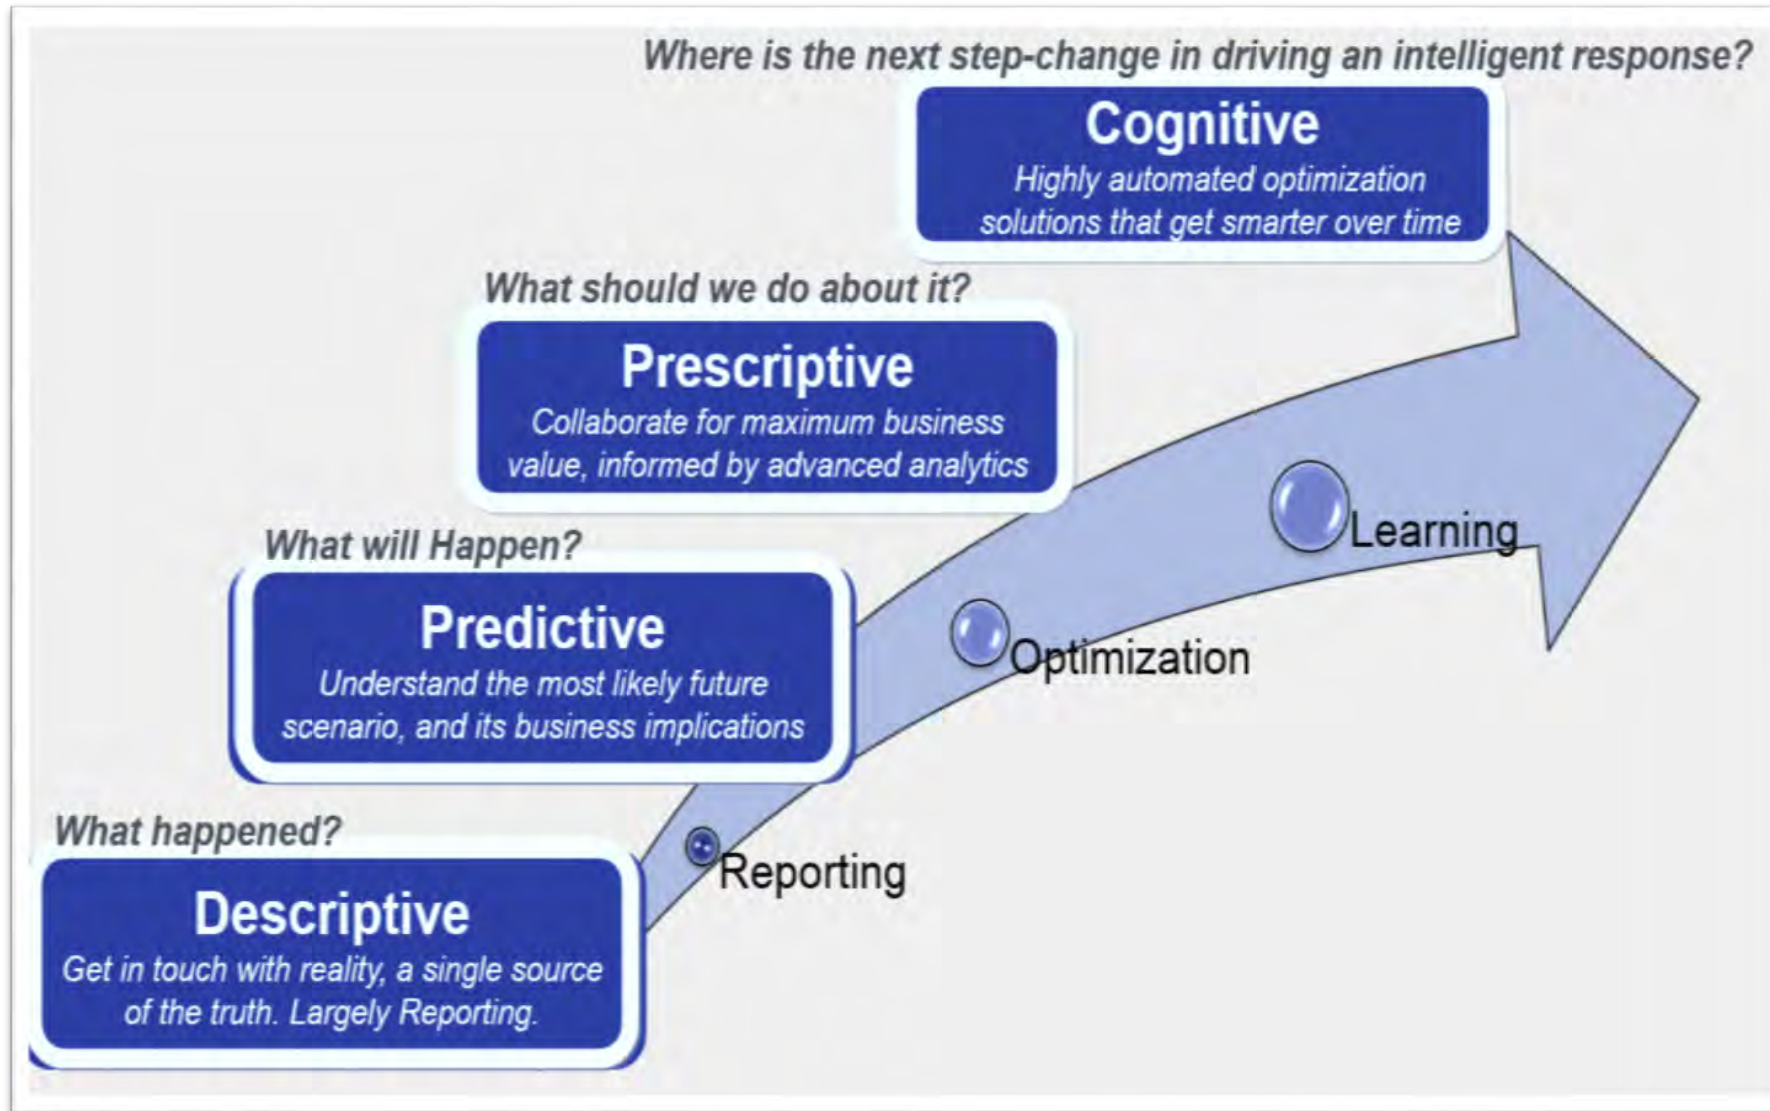 Where is the next step-change in driving an intelligent response?
Cognitive
Highly automated optimization
solutions that get smarter over time
What should we do about it?
Prescriptive
Collaborate for maximum business
value, informed by advanced analytics
Learning
What will Happen?
Predictive
Understand the most likely future
scenario, and its business implications
Optimization
What happened?
Reporting
Descriptive
Get in touch with reality, a single source
of the truth. Largely Reporting.